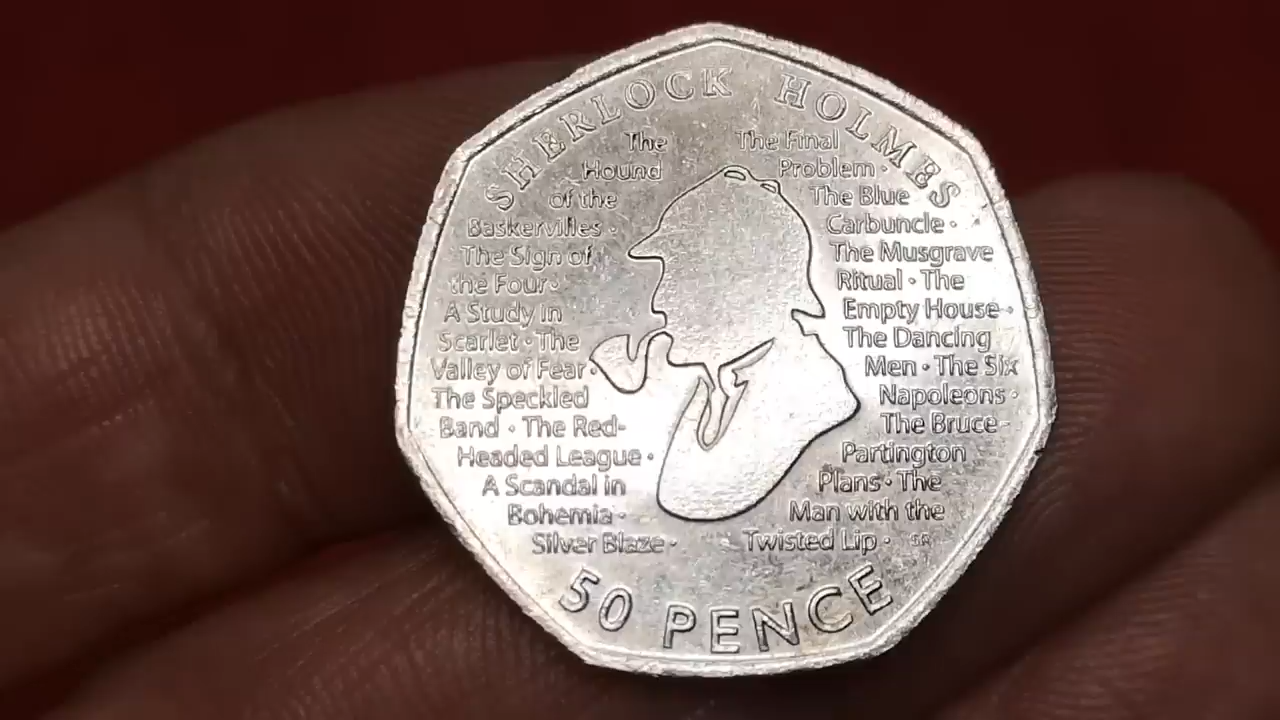 SHERLOCK HOLMES
The
Hound
of the
Baskervilles ·
The Sign of
the Four ·
A Study in
Scarlet · The
Valley of Fear ·
The Speckled
Band · The Red-
Headed League ·
A Scandal in
Bohemia ·
Silver Blaze ·
The Final
Problem ·
The Blue
Carbuncle ·
The Musgrave
Ritual · The
Empty House ·
The Dancing
Men · The Six
Napoleons ·
The Bruce-
Partington
Plans · The
Man with the
Twisted Lip ·
SR
50 PENCE